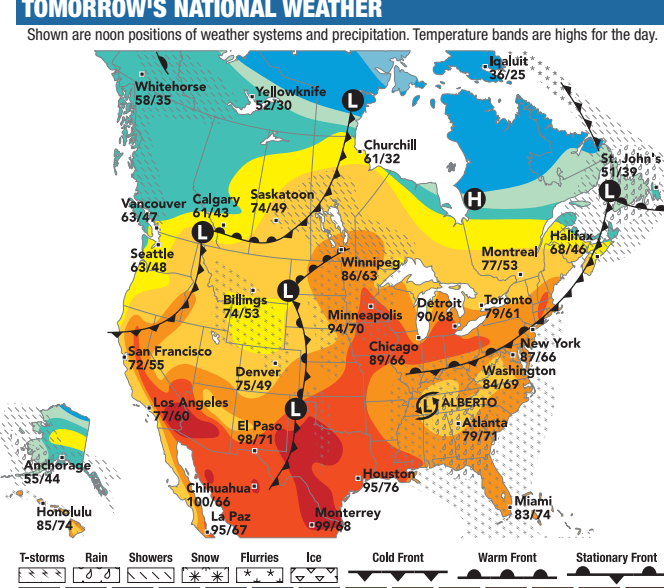 TOMORROW'S NATIONAL WEATHER
Shown are noon positions of weather systems and precipitation. Temperature bands are highs for the day.
Iqaluit
36/25
Whitehorse
58/35
Yellowknife
52/30
L
Churchill
61/32
St. John's
51/39
L
H
Vancouver
63/47
Calgary
61/43
Saskatoon
74/49
L
Seattle
63/48
Halifax
68/46
Winnipeg
86/63
Montreal
77/53
L
Billings
74/53
Minneapolis
94/70
Detroit
90/68
Toronto
79/61
San Francisco
72/55
Chicago
89/66
New York
87/66
Denver
75/49
Washington
84/69
Los Angeles
77/60
L
L ALBERTO
El Paso
98/71
Atlanta
79/71
Anchorage
55/44
Houston
95/76
Chihuahua
100/66
Miami
83/74
Honolulu
85/74
La Paz
95/67
Monterrey
99/68
T-storms Rain Showers Snow Flurries Ice Cold Front Warm Front Stationary Front